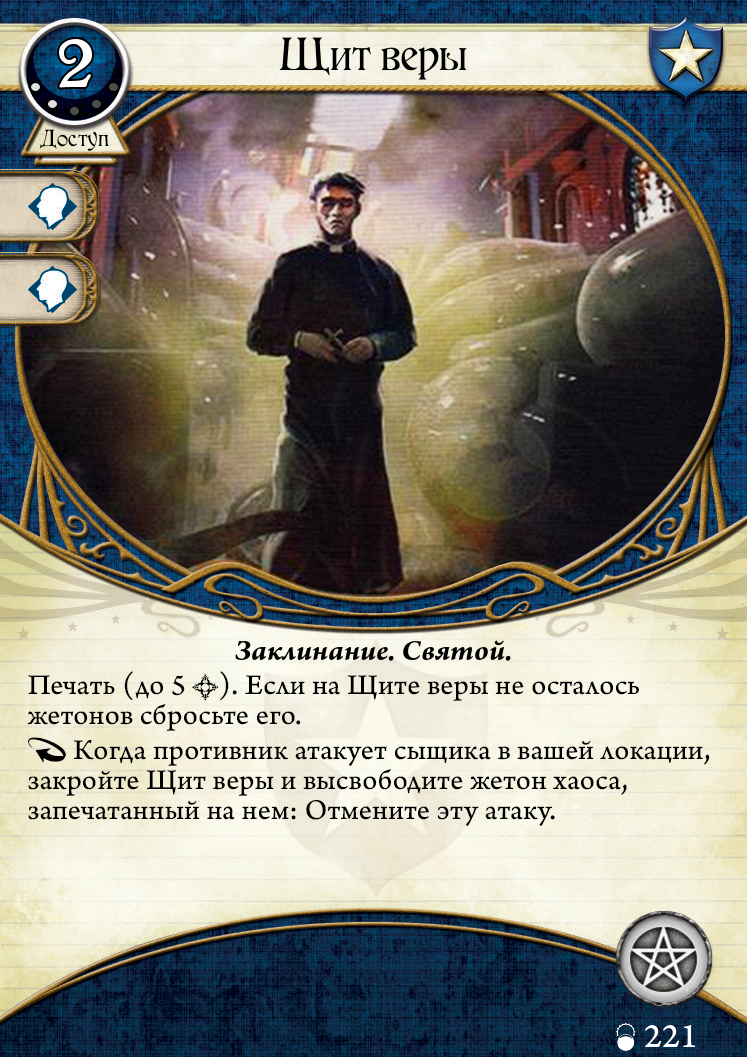 2
Щит веры
Доступ
Заклинание. Святой.
Печать (до 5 ). Если на Щите веры не осталось
жетонов сбросьте его.
Когда противник атакует сыщика в вашей локации,
закройте Щит веры и высвободите жетон хаоса,
запечатанный на нем: Отмените эту атаку.
221